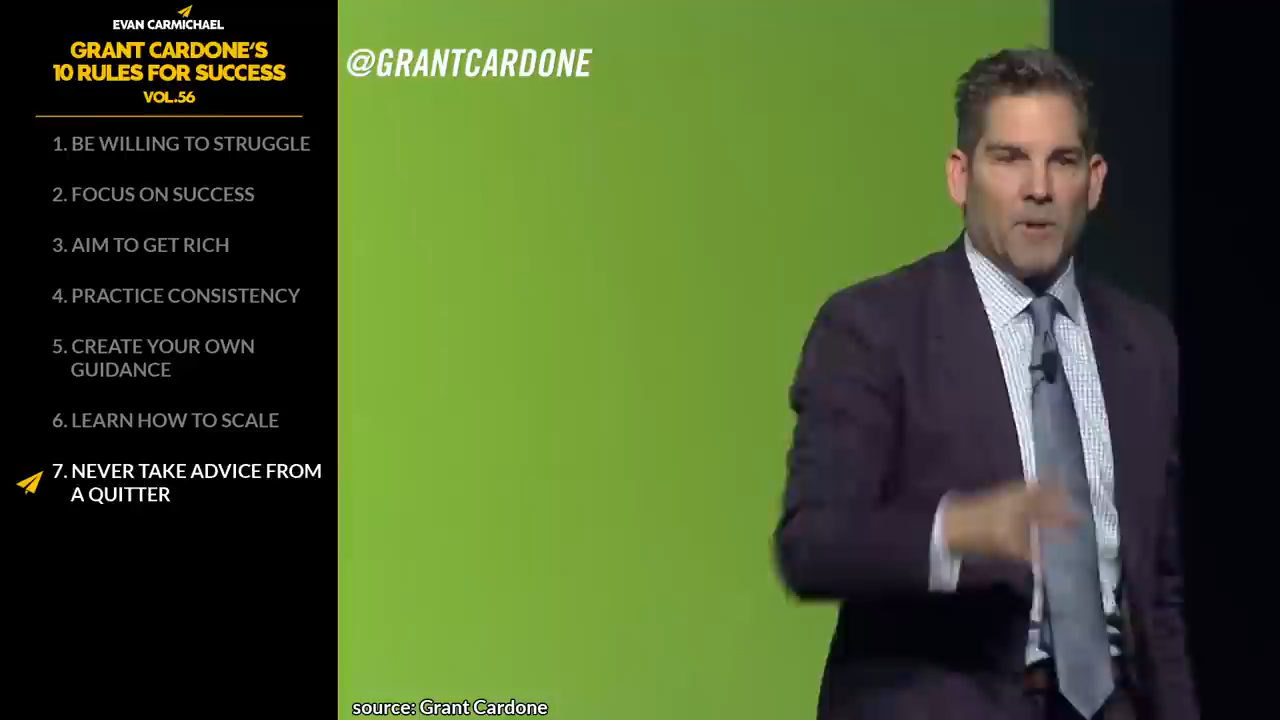 EVAN CARMICHAEL
GRANT CARDONE'S
10 RULES FOR SUCCESS
VOL.56
1. BE WILLING TO STRUGGLE
2. FOCUS ON SUCCESS
3. AIM TO GET RICH
4. PRACTICE CONSISTENCY
5. CREATE YOUR OWN
GUIDANCE
6. LEARN HOW TO SCALE
7. NEVER TAKE ADVICE FROM
A QUITTER
@GRANTCARDONE
source: Grant Cardone